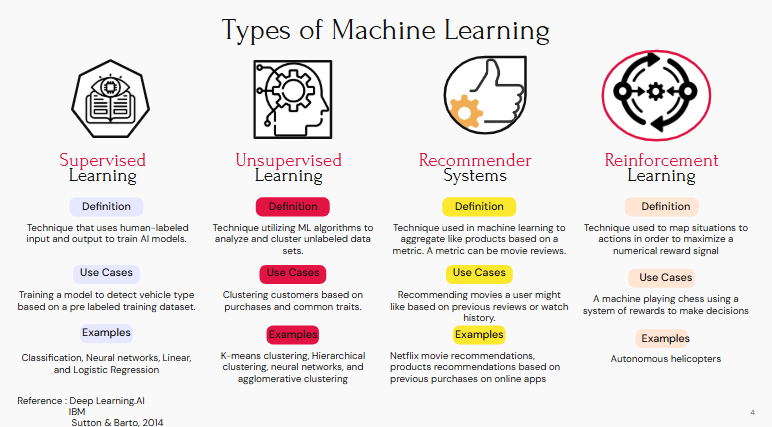 Types of Machine Learning
Supervised
Learning
Definition
Technique that uses human-labeled
input and output to train AI models.
Use Cases
Training a model to detect vehicle type
based on a pre labeled training dataset.
Examples
Classification, Neural networks, Linear,
and Logistic Regression
Unsupervised
Learning
Definition
Technique utilizing ML algorithms to
analyze and cluster unlabeled data
sets.
Use Cases
Clustering customers based on
purchases and common traits.
Examples
K-means clustering, Hierarchical
clustering, neural networks, and
agglomerative clustering
Recommender
Systems
Definition
Technique used in machine learning to
aggregate like products based on a
metric. A metric can be movie reviews.
Use Cases
Recommending movies a user might
like based on previous reviews or watch
history.
Examples
Netflix movie recommendations,
products recommendations based on
previous purchases on online apps
Reinforcement
Learning
Definition
Technique used to map situations to
actions in order to maximize a
numerical reward signal
Use Cases
A machine playing chess using a
system of rewards to make decisions
Examples
Autonomous helicopters
Reference : Deep Learning.AI
IBM
Sutton & Barto, 2014
4